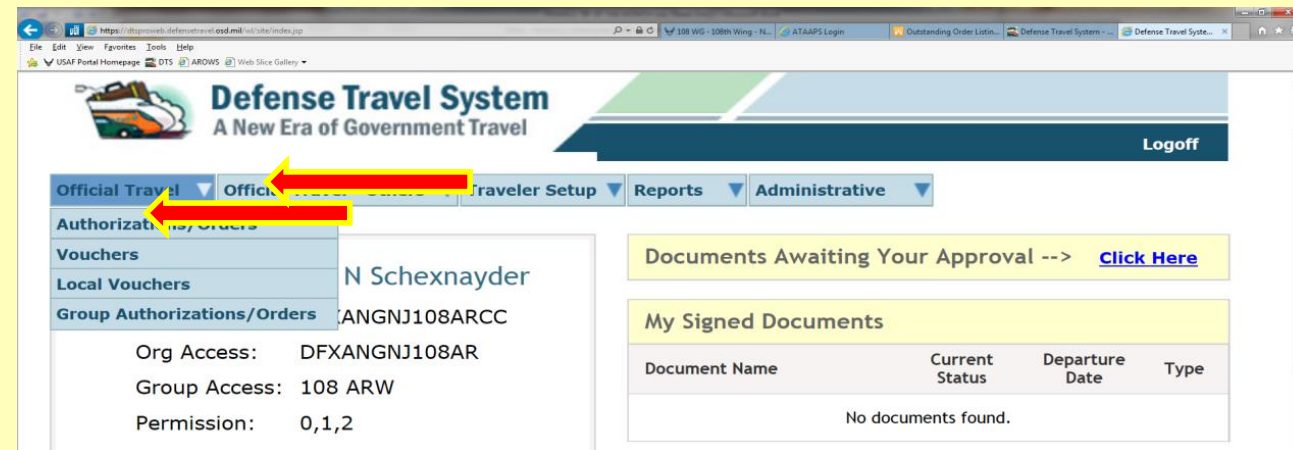 https://dtsproweb.defensetravel.osd.mil/wl/site/index.jsp 108 WG - 108th Wing - N... ATAAPS Login Outstanding Order Listin... Defense Travel System - ... Defense Travel Syste...
File Edit View Favorites Tools Help
USAF Portal Homepage DTS AROWS Web Slice Gallery
Defense Travel System
A New Era of Government Travel
Logoff
Official Travel Traveler Setup Reports Administrative
Authorizations/Orders
Vouchers
Local Vouchers
Group Authorizations/Orders
N Schexnayder
XANGNJ108ARCC
Org Access: DFXANGNJ108AR
Group Access: 108 ARW
Permission: 0,1,2
Documents Awaiting Your Approval --> Click Here
My Signed Documents
Document Name Current Status Departure Date Type
No documents found.